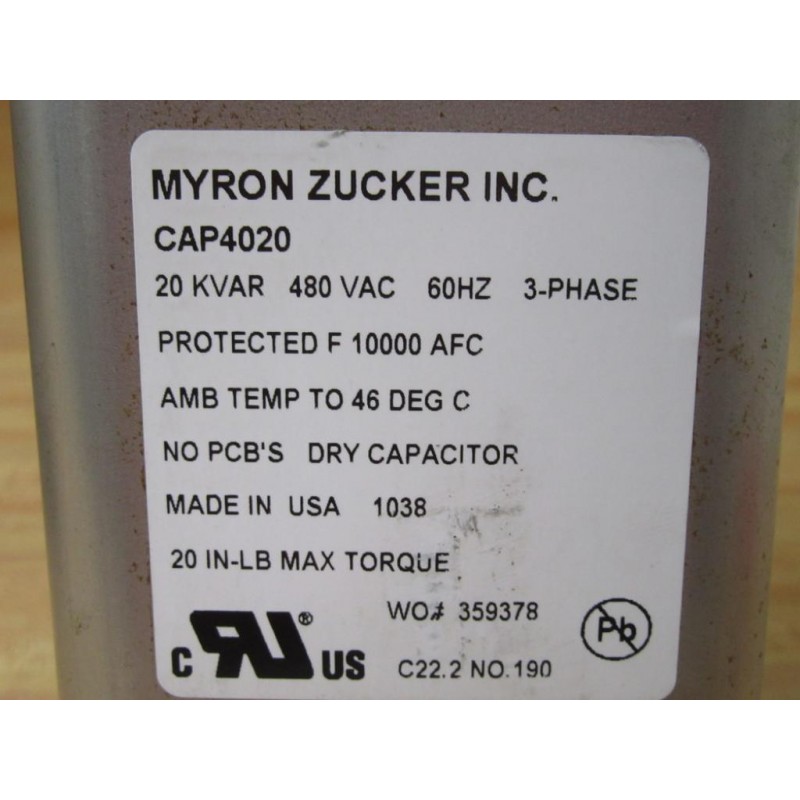 MYRON ZUCKER INC.
CAP4020
20 KVAR 480 VAC 60HZ 3-PHASE
PROTECTED F 10000 AFC
AMB TEMP TO 46 DEG C
NO PCB'S DRY CAPACITOR
MADE IN USA 1038
20 IN-LB MAX TORQUE
WO# 359378
Pb
C RU® US
C22.2 NO.190